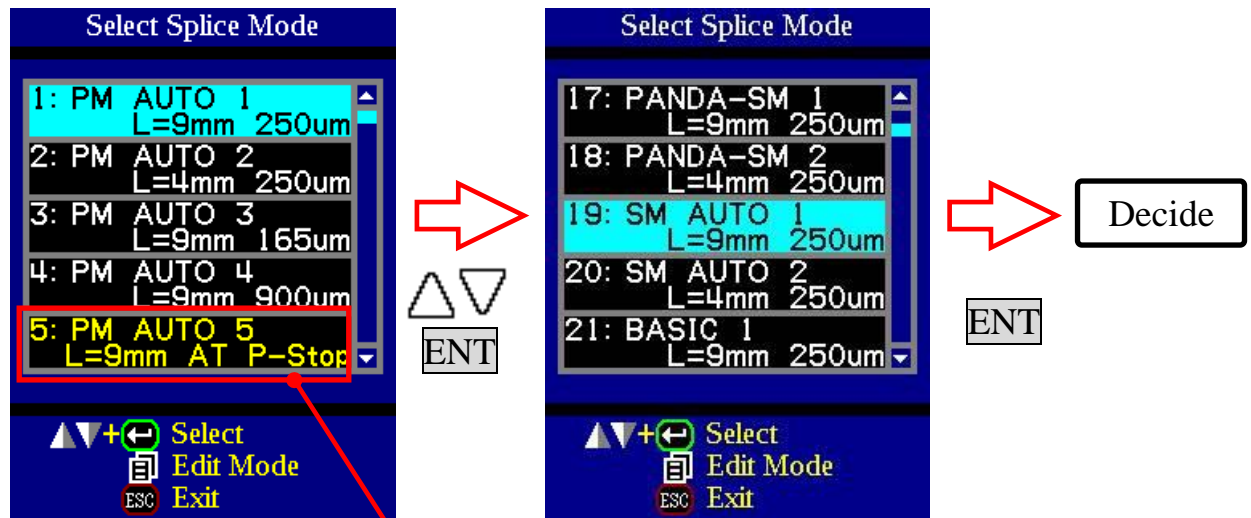 Select Splice Mode
1: PM AUTO 1
L=9mm 250um
2: PM AUTO 2
L=4mm 250um
3: PM AUTO 3
L=9mm 165um
4: PM AUTO 4
L=9mm 900um
5: PM AUTO 5
L=9mm AT P-Stop
+ Select
Edit Mode
ESC Exit
ENT
Select Splice Mode
17: PANDA-SM 1
L=9mm 250um
18: PANDA-SM 2
L=4mm 250um
19: SM AUTO 1
L=9mm 250um
20: SM AUTO 2
L=4mm 250um
21: BASIC 1
L=9mm 250um
+ Select
Edit Mode
ESC Exit
ENT
Decide